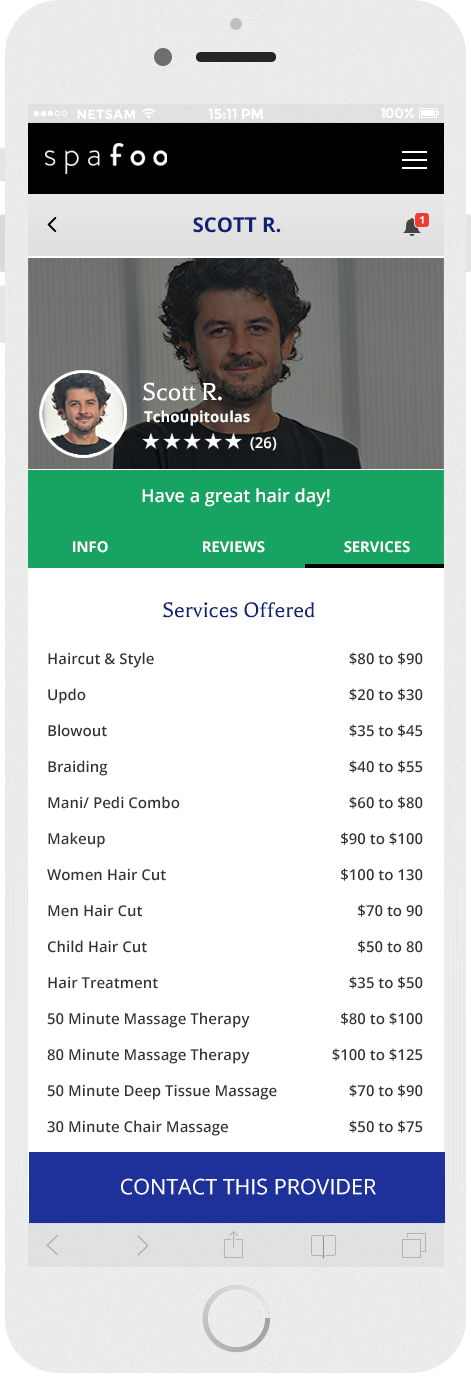 NETSAM 15:11 PM 100%
spafoo
SCOTT R. 1
Scott R.
Tchoupitoulas
(26)
Have a great hair day!
INFO REVIEWS SERVICES
Services Offered
Haircut & Style $80 to $90
Updo $20 to $30
Blowout $35 to $45
Braiding $40 to $55
Mani/ Pedi Combo $60 to $80
Makeup $90 to $100
Women Hair Cut $100 to 130
Men Hair Cut $70 to 90
Child Hair Cut $50 to 80
Hair Treatment $35 to $50
50 Minute Massage Therapy $80 to $100
80 Minute Massage Therapy $100 to $125
50 Minute Deep Tissue Massage $70 to $90
30 Minute Chair Massage $50 to $75
CONTACT THIS PROVIDER